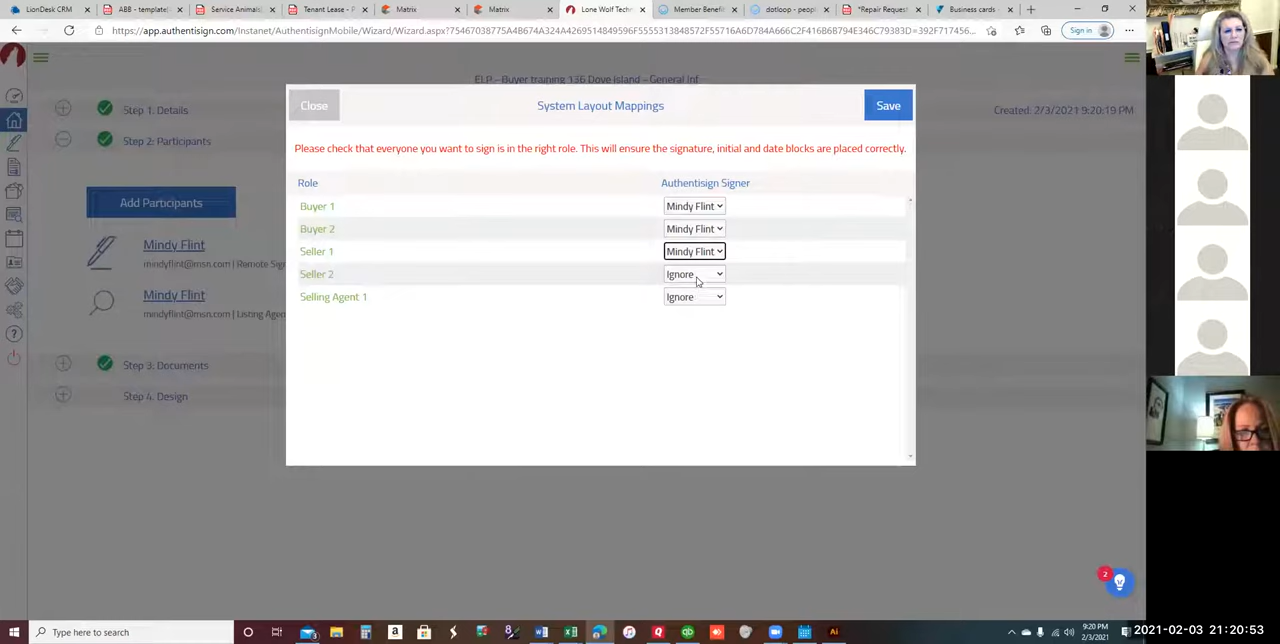 LionDesk CRM
ABB - template
Service Animals
Tenant Lease - P
Matrix
Matrix
Lone Wolf Techn
Member Benefi
dotloop - peopl
*Repair Request
Business cards
https://app.authentisign.com/Instanet/AuthentisignMobile/Wizard/Wizard.aspx?
Sign in
ELP - Buyer training 136 Dove Island - General Inf.
Step 1: Details
Created: 2/3/2021 9:20:19 PM
Step 2: Participants
Add Participants
Mindy Flint
mindyflint@msn.com | Remote Sig
Mindy Flint
mindyflint@msn.com | Listing Age
Step 3: Documents
Step 4: Design
Close
System Layout Mappings
Save
Please check that everyone you want to sign is in the right role. This will ensure the signature, initial and date blocks are placed correctly.
Role
Authentisign Signer
Buyer 1
Mindy Flint
Buyer 2
Mindy Flint
Seller 1
Mindy Flint
Seller 2
Ignore
Selling Agent 1
Ignore
2
Type here to search
9:20 PM
2/3/2021
2021-02-03 21:20:53